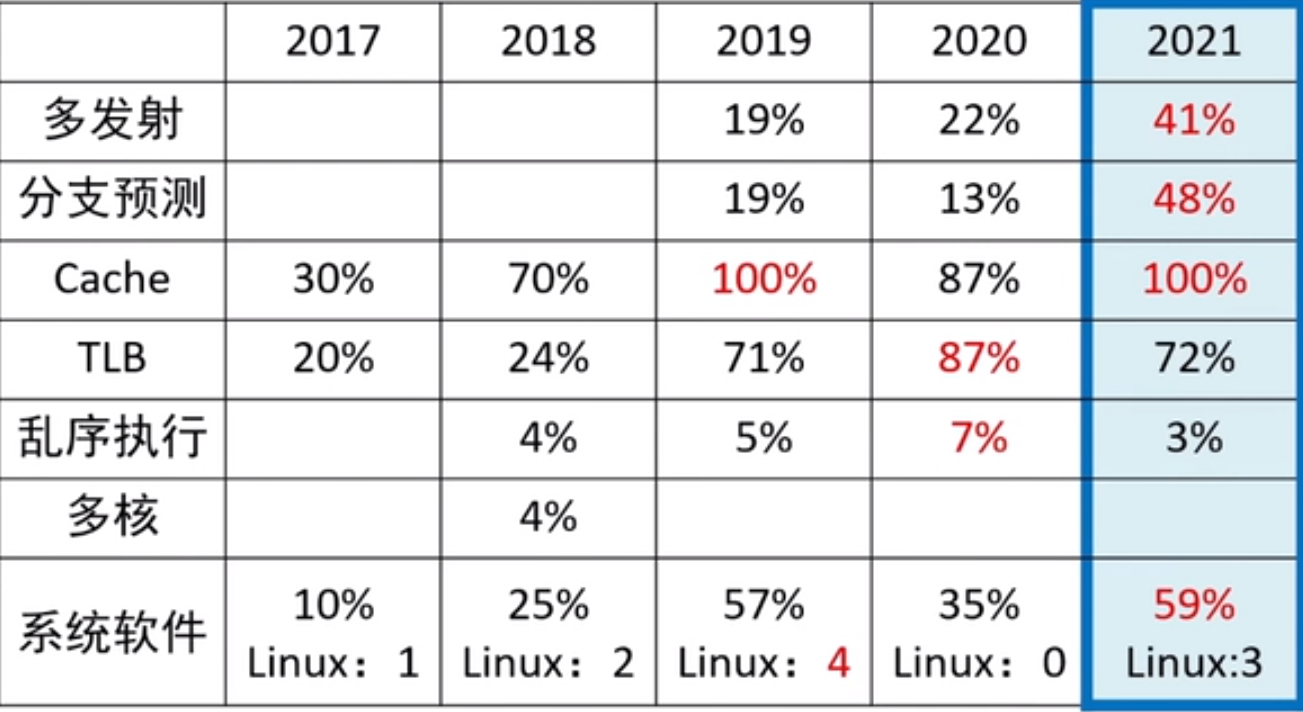 2017 2018 2019 2020 2021
多发射 19% 22% 41%
分支预测 19% 13% 48%
Cache 30% 70% 100% 87% 100%
TLB 20% 24% 71% 87% 72%
乱序执行 4% 5% 7% 3%
多核 4%
系统软件 10% 25% 57% 35% 59%
Linux：1 Linux：2 Linux：4 Linux：0 Linux:3